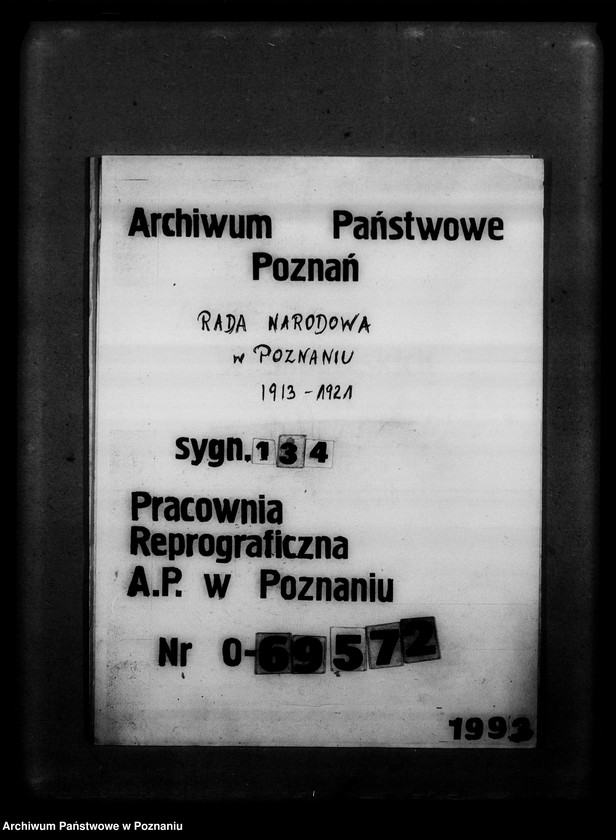 Archiwum Państwowe
Poznań
RADA NARODOWA
w POZNANIU
1913-1921
sygn. 134
Pracownia
Reprograficzna
A.P. w Poznaniu
Nr 0-69572
1993
Archiwum Państwowe w Poznaniu